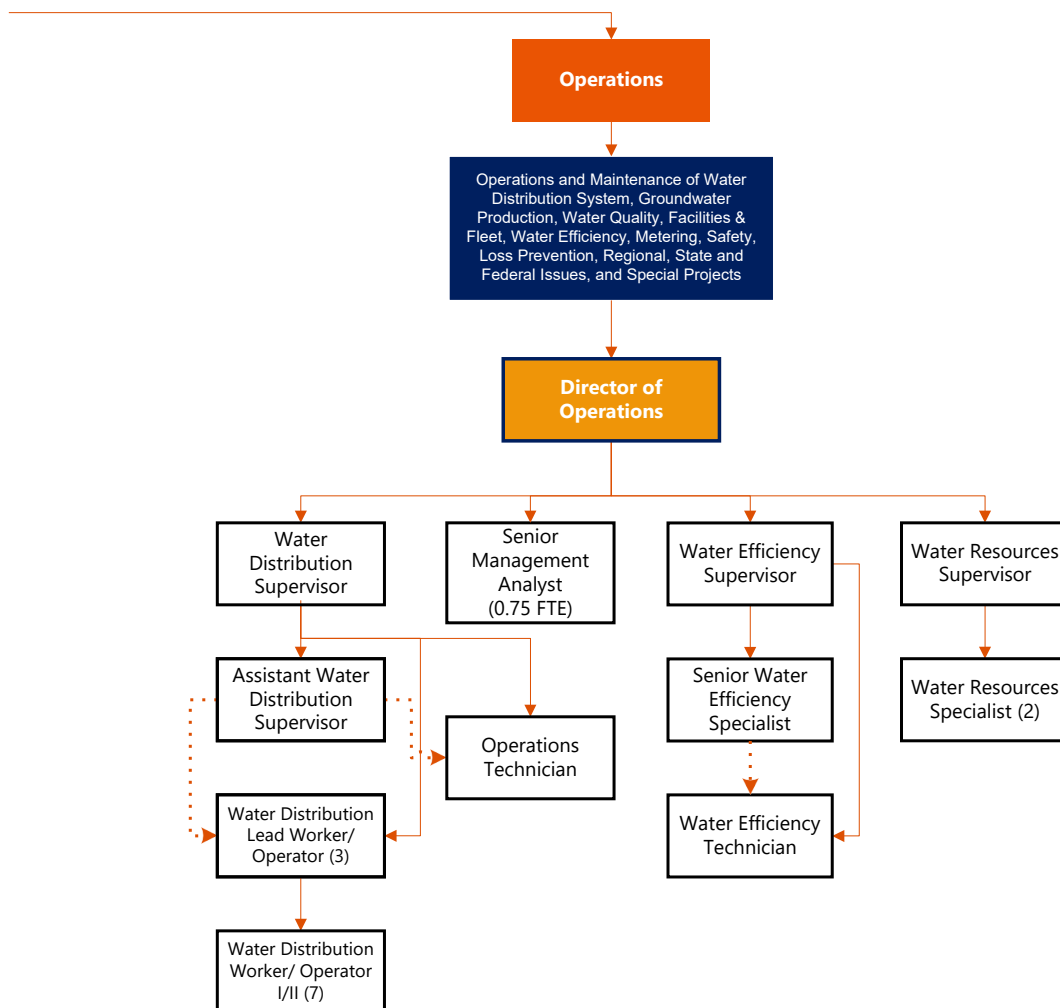 Operations
Operations and Maintenance of Water
Distribution System, Groundwater
Production, Water Quality, Facilities &
Fleet, Water Efficiency, Metering, Safety,
Loss Prevention, Regional, State and
Federal Issues, and Special Projects
Director of
Operations
Water
Distribution
Supervisor
Senior
Management
Analyst
(0.75 FTE)
Water Efficiency
Supervisor
Water Resources
Supervisor
Assistant Water
Distribution
Supervisor
Operations
Technician
Senior Water
Efficiency
Specialist
Water Resources
Specialist (2)
Water Distribution
Lead Worker/
Operator (3)
Water Efficiency
Technician
Water Distribution
Worker/ Operator
I/II (7)